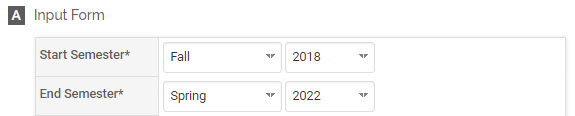 A Input Form
Start Semester* Fall 2018
End Semester* Spring 2022